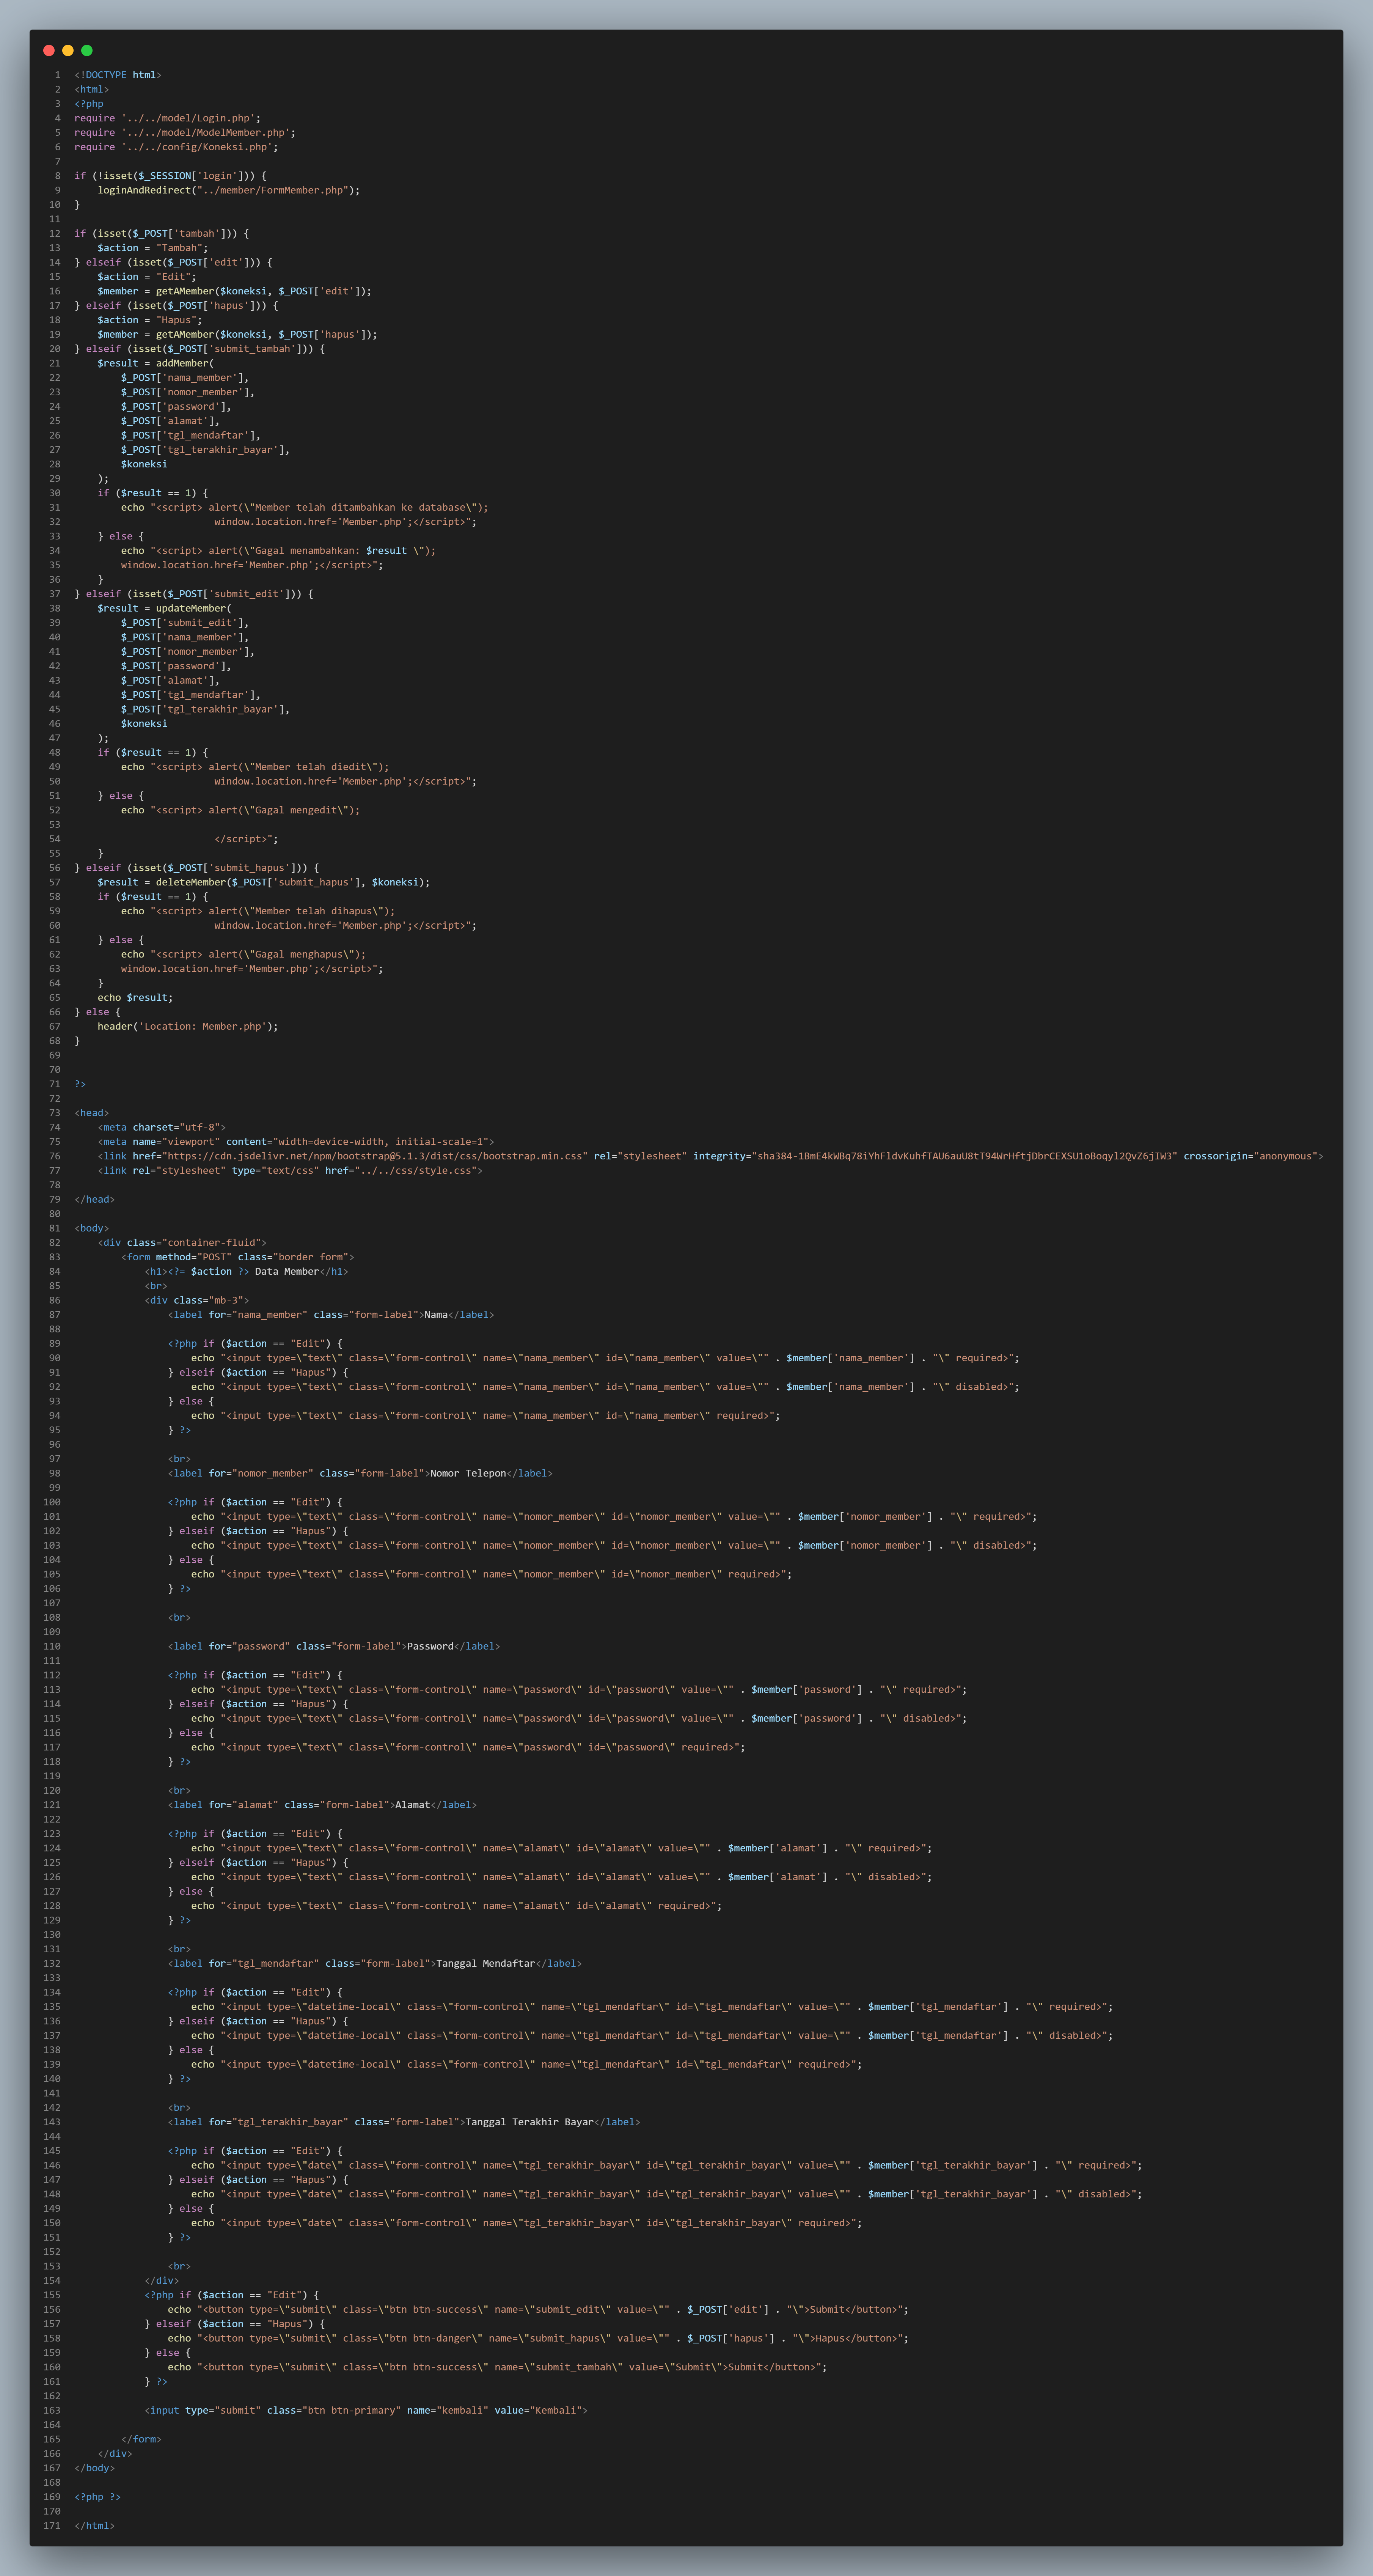 1 <!DOCTYPE html>
2 <html>
3 <?php
4 require '../../model/Login.php';
5 require '../../model/ModelMember.php';
6 require '../../config/Koneksi.php';
7
8 if (!isset($_SESSION['login'])) {
9     loginAndRedirect("../member/FormMember.php");
10 }
11
12 if (isset($_POST['tambah'])) {
13     $action = "Tambah";
14 } elseif (isset($_POST['edit'])) {
15     $action = "Edit";
16     $member = getAMember($koneksi, $_POST['edit']);
17 } elseif (isset($_POST['hapus'])) {
18     $action = "Hapus";
19     $member = getAMember($koneksi, $_POST['hapus']);
20 } elseif (isset($_POST['submit_tambah'])) {
21     $result = addMember(
22         $_POST['nama_member'],
23         $_POST['nomor_member'],
24         $_POST['password'],
25         $_POST['alamat'],
26         $_POST['tgl_mendaftar'],
27         $_POST['tgl_terakhir_bayar'],
28         $koneksi
29     );
30     if ($result == 1) {
31         echo "<script> alert(\"Member telah ditambahkan ke database\");
32                         window.location.href='Member.php';</script>";
33     } else {
34         echo "<script> alert(\"Gagal menambahkan: $result \");
35         window.location.href='Member.php';</script>";
36     }
37 } elseif (isset($_POST['submit_edit'])) {
38     $result = updateMember(
39         $_POST['submit_edit'],
40         $_POST['nama_member'],
41         $_POST['nomor_member'],
42         $_POST['password'],
43         $_POST['alamat'],
44         $_POST['tgl_mendaftar'],
45         $_POST['tgl_terakhir_bayar'],
46         $koneksi
47     );
48     if ($result == 1) {
49         echo "<script> alert(\"Member telah diedit\");
50                         window.location.href='Member.php';</script>";
51     } else {
52         echo "<script> alert(\"Gagal mengedit\");
53
54                         </script>";
55     }
56 } elseif (isset($_POST['submit_hapus'])) {
57     $result = deleteMember($_POST['submit_hapus'], $koneksi);
58     if ($result == 1) {
59         echo "<script> alert(\"Member telah dihapus\");
60                         window.location.href='Member.php';</script>";
61     } else {
62         echo "<script> alert(\"Gagal menghapus\");
63         window.location.href='Member.php';</script>";
64     }
65     echo $result;
66 } else {
67     header('Location: Member.php');
68 }
69
70
71 ?>
72
73 <head>
74     <meta charset="utf-8">
75     <meta name="viewport" content="width=device-width, initial-scale=1">
76     <link href="https://cdn.jsdelivr.net/npm/bootstrap@5.1.3/dist/css/bootstrap.min.css" rel="stylesheet" integrity="sha384-1BmE4kWBq78iYhFldvKuhfTAU6auU8tT94WrHftjDbrCEXSU1oBoqyl2QvZ6jIW3" crossorigin="anonymous">
77     <link rel="stylesheet" type="text/css" href="../../css/style.css">
78
79 </head>
80
81 <body>
82     <div class="container-fluid">
83         <form method="POST" class="border form">
84             <h1><?= $action ?> Data Member</h1>
85             <br>
86             <div class="mb-3">
87                 <label for="nama_member" class="form-label">Nama</label>
88
89                 <?php if ($action == "Edit") {
90                     echo "<input type=\"text\" class=\"form-control\" name=\"nama_member\" id=\"nama_member\" value=\"" . $member['nama_member'] . "\" required>";
91                 } elseif ($action == "Hapus") {
92                     echo "<input type=\"text\" class=\"form-control\" name=\"nama_member\" id=\"nama_member\" value=\"" . $member['nama_member'] . "\" disabled>";
93                 } else {
94                     echo "<input type=\"text\" class=\"form-control\" name=\"nama_member\" id=\"nama_member\" required>";
95                 } ?>
96
97                 <br>
98                 <label for="nomor_member" class="form-label">Nomor Telepon</label>
99
100                 <?php if ($action == "Edit") {
101                     echo "<input type=\"text\" class=\"form-control\" name=\"nomor_member\" id=\"nomor_member\" value=\"" . $member['nomor_member'] . "\" required>";
102                 } elseif ($action == "Hapus") {
103                     echo "<input type=\"text\" class=\"form-control\" name=\"nomor_member\" id=\"nomor_member\" value=\"" . $member['nomor_member'] . "\" disabled>";
104                 } else {
105                     echo "<input type=\"text\" class=\"form-control\" name=\"nomor_member\" id=\"nomor_member\" required>";
106                 } ?>
107
108                 <br>
109
110                 <label for="password" class="form-label">Password</label>
111
112                 <?php if ($action == "Edit") {
113                     echo "<input type=\"text\" class=\"form-control\" name=\"password\" id=\"password\" value=\"" . $member['password'] . "\" required>";
114                 } elseif ($action == "Hapus") {
115                     echo "<input type=\"text\" class=\"form-control\" name=\"password\" id=\"password\" value=\"" . $member['password'] . "\" disabled>";
116                 } else {
117                     echo "<input type=\"text\" class=\"form-control\" name=\"password\" id=\"password\" required>";
118                 } ?>
119
120                 <br>
121                 <label for="alamat" class="form-label">Alamat</label>
122
123                 <?php if ($action == "Edit") {
124                     echo "<input type=\"text\" class=\"form-control\" name=\"alamat\" id=\"alamat\" value=\"" . $member['alamat'] . "\" required>";
125                 } elseif ($action == "Hapus") {
126                     echo "<input type=\"text\" class=\"form-control\" name=\"alamat\" id=\"alamat\" value=\"" . $member['alamat'] . "\" disabled>";
127                 } else {
128                     echo "<input type=\"text\" class=\"form-control\" name=\"alamat\" id=\"alamat\" required>";
129                 } ?>
130
131                 <br>
132                 <label for="tgl_mendaftar" class="form-label">Tanggal Mendaftar</label>
133
134                 <?php if ($action == "Edit") {
135                     echo "<input type=\"datetime-local\" class=\"form-control\" name=\"tgl_mendaftar\" id=\"tgl_mendaftar\" value=\"" . $member['tgl_mendaftar'] . "\" required>";
136                 } elseif ($action == "Hapus") {
137                     echo "<input type=\"datetime-local\" class=\"form-control\" name=\"tgl_mendaftar\" id=\"tgl_mendaftar\" value=\"" . $member['tgl_mendaftar'] . "\" disabled>";
138                 } else {
139                     echo "<input type=\"datetime-local\" class=\"form-control\" name=\"tgl_mendaftar\" id=\"tgl_mendaftar\" required>";
140                 } ?>
141
142                 <br>
143                 <label for="tgl_terakhir_bayar" class="form-label">Tanggal Terakhir Bayar</label>
144
145                 <?php if ($action == "Edit") {
146                     echo "<input type=\"date\" class=\"form-control\" name=\"tgl_terakhir_bayar\" id=\"tgl_terakhir_bayar\" value=\"" . $member['tgl_terakhir_bayar'] . "\" required>";
147                 } elseif ($action == "Hapus") {
148                     echo "<input type=\"date\" class=\"form-control\" name=\"tgl_terakhir_bayar\" id=\"tgl_terakhir_bayar\" value=\"" . $member['tgl_terakhir_bayar'] . "\" disabled>";
149                 } else {
150                     echo "<input type=\"date\" class=\"form-control\" name=\"tgl_terakhir_bayar\" id=\"tgl_terakhir_bayar\" required>";
151                 } ?>
152
153                 <br>
154             </div>
155             <?php if ($action == "Edit") {
156                 echo "<button type=\"submit\" class=\"btn btn-success\" name=\"submit_edit\" value=\"" . $_POST['edit'] . "\">Submit</button>";
157             } elseif ($action == "Hapus") {
158                 echo "<button type=\"submit\" class=\"btn btn-danger\" name=\"submit_hapus\" value=\"" . $_POST['hapus'] . "\">Hapus</button>";
159             } else {
160                 echo "<button type=\"submit\" class=\"btn btn-success\" name=\"submit_tambah\" value=\"Submit\">Submit</button>";
161             } ?>
162
163             <input type="submit" class="btn btn-primary" name="kembali" value="Kembali">
164
165         </form>
166     </div>
167 </body>
168
169 <?php ?>
170
171 </html>